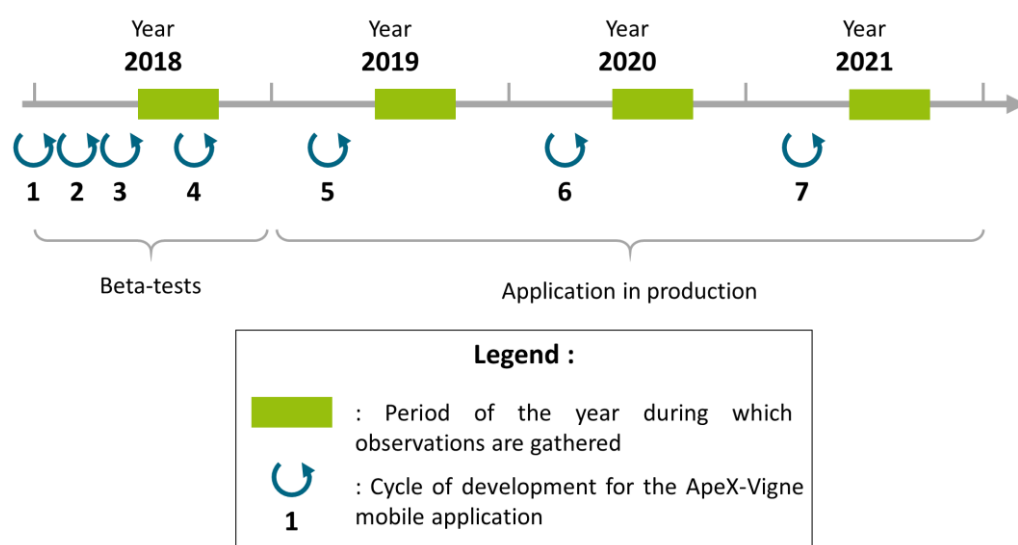 Year Year Year Year
2018 2019 2020 2021
1 2 3 4 5 6 7
Beta-tests Application in production
Legend :
: Period of the year during which
observations are gathered
: Cycle of development for the ApeX-Vigne
1 mobile application